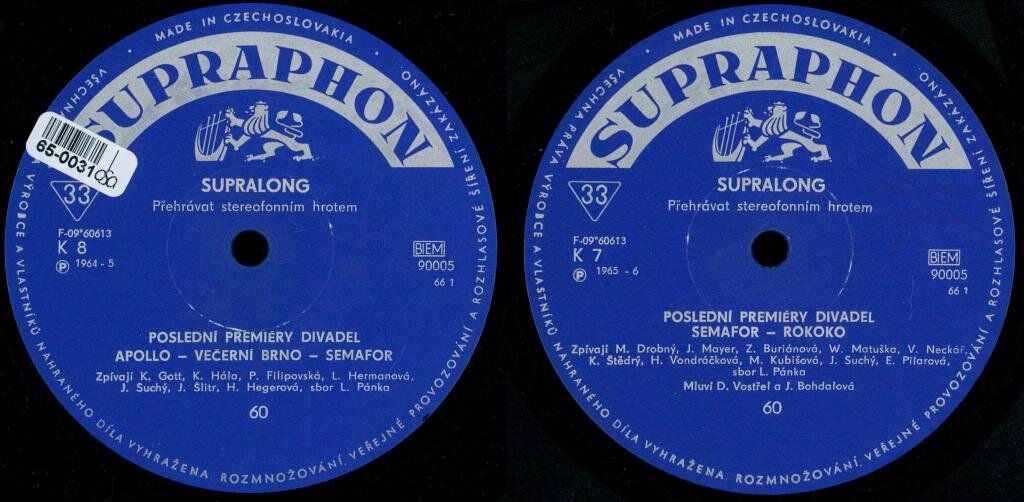 MADE IN CZECHOSLOVAKIA
SUPRAPHON
65-0031
SUPRALONG
33
Přehrávat stereofonním hrotem
F-09*60613
K 8
Ⓟ 1964 - 5
BIEM
90005
66 1
POSLEDNÍ PREMIÉRY DIVADEL
APOLLO – VEČERNÍ BRNO – SEMAFOR
Zpívají K. Gott, K. Hála, P. Filipovská, L. Hermanová,
J. Suchý, J. Šlitr, H. Hegerová, sbor L. Pánka
60
VÝROBCE A VLASTNÍKŮ NAHRANÉHO DÍLA VYHRAŽENA. ROZMNOŽOVÁNÍ, VEŘEJNÉ PROVOZOVÁNÍ A ROZHLASOVÉ ŠÍŘENÍ ZAKÁZÁNO
MADE IN CZECHOSLOVAKIA
SUPRAPHON
SUPRALONG
33
Přehrávat stereofonním hrotem
F-09*60613
K 7
Ⓟ 1965 - 6
BIEM
90005
66 1
POSLEDNÍ PREMIÉRY DIVADEL
SEMAFOR – ROKOKO
Zpívají M. Drobný, J. Mayer, Z. Buriánová, W. Matuška, V. Neckář,
K. Štědrý, H. Vondráčková, M. Kubišová, J. Suchý, E. Pilarová,
sbor L. Pánka
Mluví D. Vostřel a J. Bohdalová
60
VŠECHNA PRÁVA VÝROBCE A VLASTNÍKŮ NAHRANÉHO DÍLA VYHRAŽENA. ROZMNOŽOVÁNÍ, VEŘEJNÉ PROVOZOVÁNÍ A ROZHLASOVÉ ŠÍŘENÍ ZAKÁZÁNO